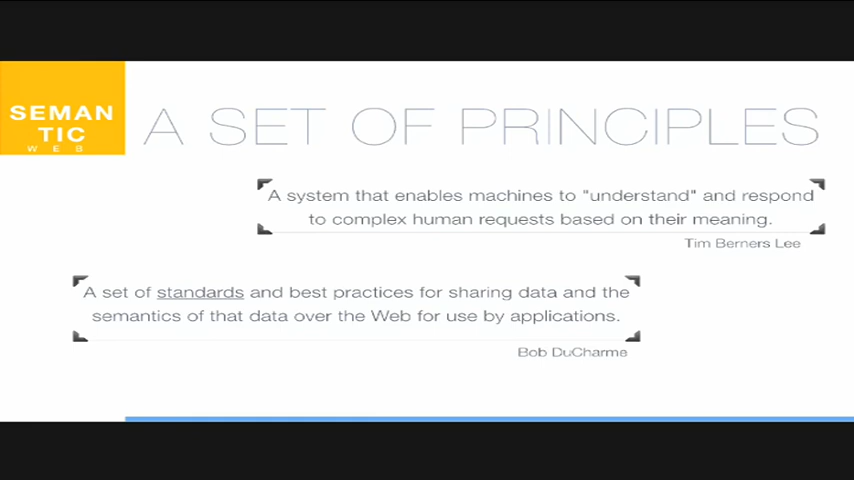 SEMAN
TIC
WEB
A SET OF PRINCIPLES
A system that enables machines to "understand" and respond
to complex human requests based on their meaning.
Tim Berners Lee
A set of standards and best practices for sharing data and the
semantics of that data over the Web for use by applications.
Bob DuCharme